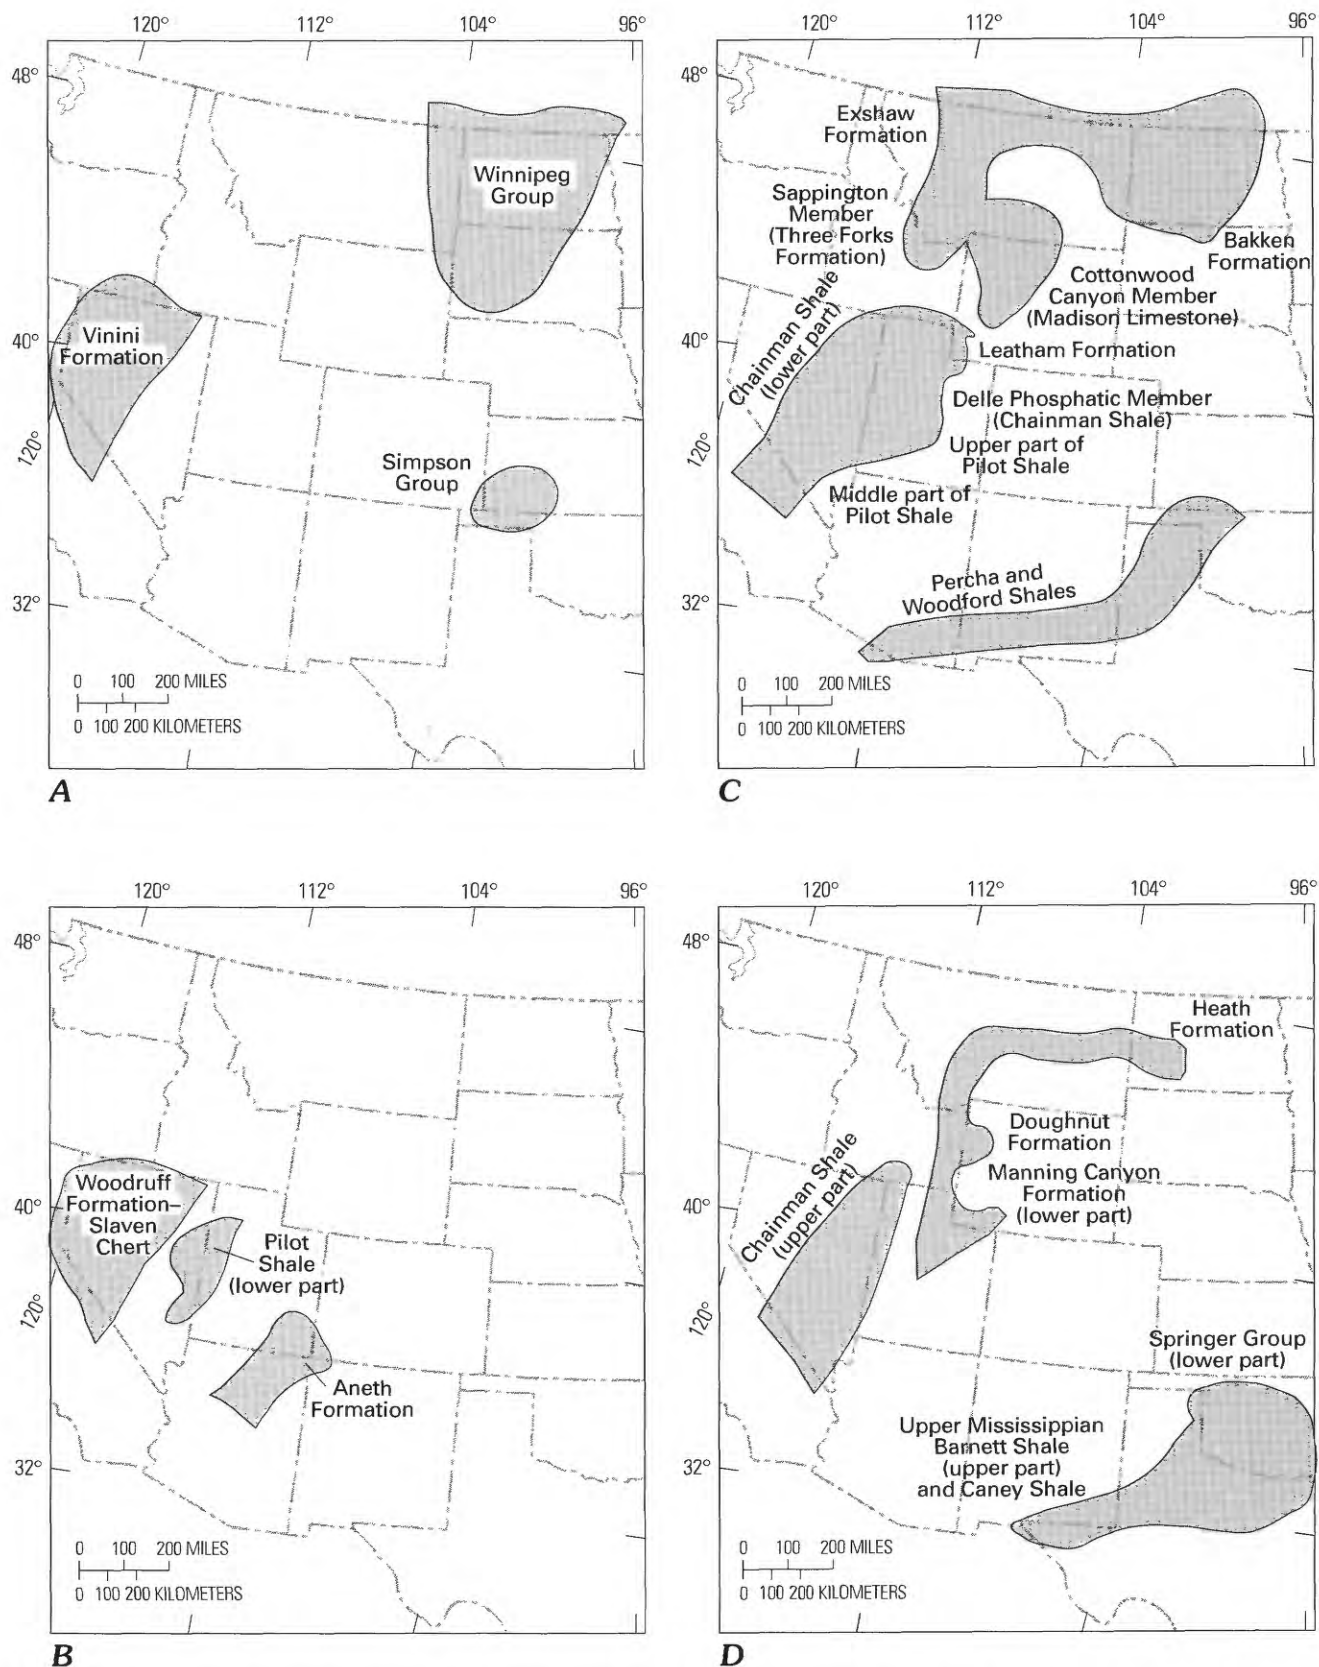 120°
112°
104°
96°
48°
40°
120°
32°
Winnipeg
Group
Vinini
Formation
Simpson
Group
0 100 200 MILES
0 100 200 KILOMETERS
A
120°
112°
104°
96°
48°
40°
120°
32°
Exshaw
Formation
Sappington
Member
(Three Forks
Formation)
Bakken
Formation
Cottonwood
Canyon Member
(Madison Limestone)
Chainman Shale
(lower part)
Leatham Formation
Delle Phosphatic Member
(Chainman Shale)
Upper part of
Pilot Shale
Middle part of
Pilot Shale
Percha and
Woodford Shales
0 100 200 MILES
0 100 200 KILOMETERS
C
120°
112°
104°
96°
48°
40°
120°
32°
Woodruff
Formation–
Slaven
Chert
Pilot
Shale
(lower part)
Aneth
Formation
0 100 200 MILES
0 100 200 KILOMETERS
B
120°
112°
104°
96°
48°
40°
120°
32°
Heath
Formation
Doughnut
Formation
Manning Canyon
Formation
(lower part)
Chainman Shale
(upper part)
Springer Group
(lower part)
Upper Mississippian
Barnett Shale
(upper part)
and Caney Shale
0 100 200 MILES
0 100 200 KILOMETERS
D